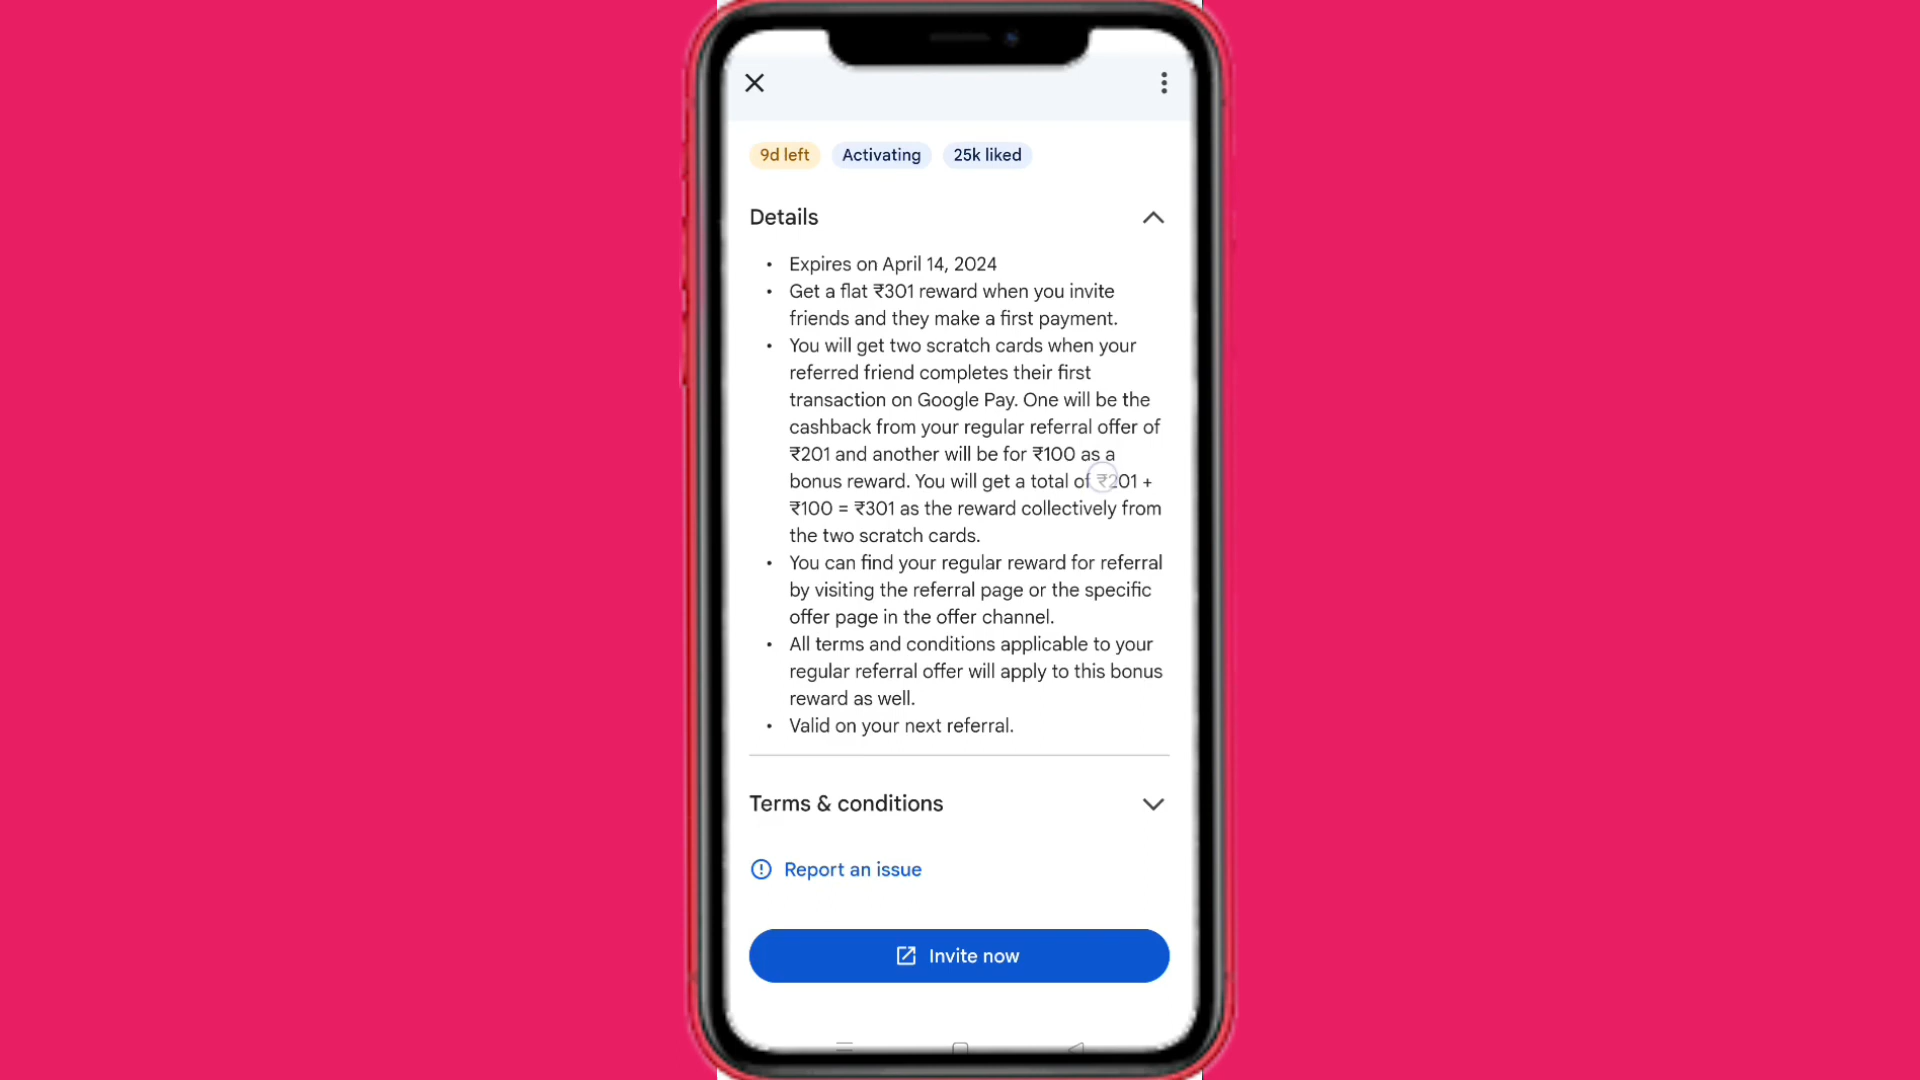 9d left Activating 25k liked
Details
• Expires on April 14, 2024
• Get a flat ₹301 reward when you invite
friends and they make a first payment.
• You will get two scratch cards when your
referred friend completes their first
transaction on Google Pay. One will be the
cashback from your regular referral offer of
₹201 and another will be for ₹100 as a
bonus reward. You will get a total of ₹201 +
₹100 = ₹301 as the reward collectively from
the two scratch cards.
• You can find your regular reward for referral
by visiting the referral page or the specific
offer page in the offer channel.
• All terms and conditions applicable to your
regular referral offer will apply to this bonus
reward as well.
• Valid on your next referral.
Terms & conditions
Report an issue
Invite now